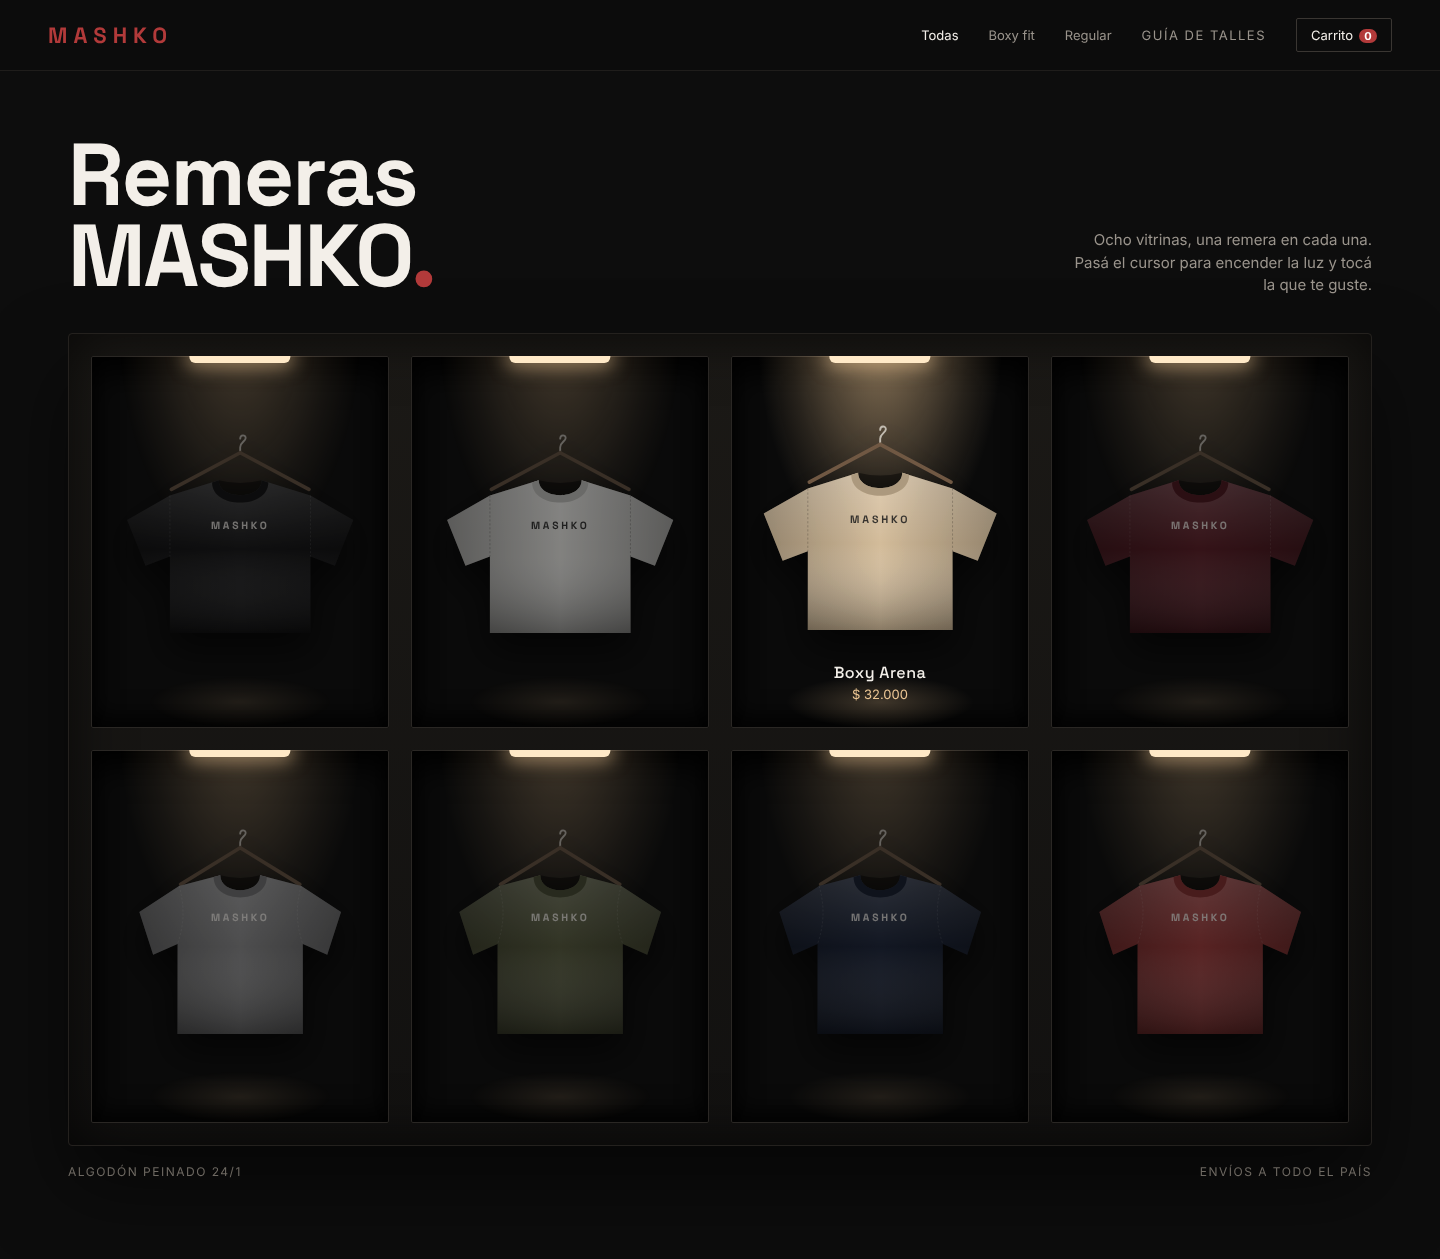 MASHKO
Todas
Boxy fit
Regular
GUÍA DE TALLES
Carrito 0
Remeras
MASHKO.
Ocho vitrinas, una remera en cada una.
Pasá el cursor para encender la luz y tocá
la que te guste.
MASHKO
MASHKO
MASHKO
MASHKO
Boxy Arena
$ 32.000
MASHKO
MASHKO
MASHKO
MASHKO
ALGODÓN PEINADO 24/1
ENVÍOS A TODO EL PAÍS